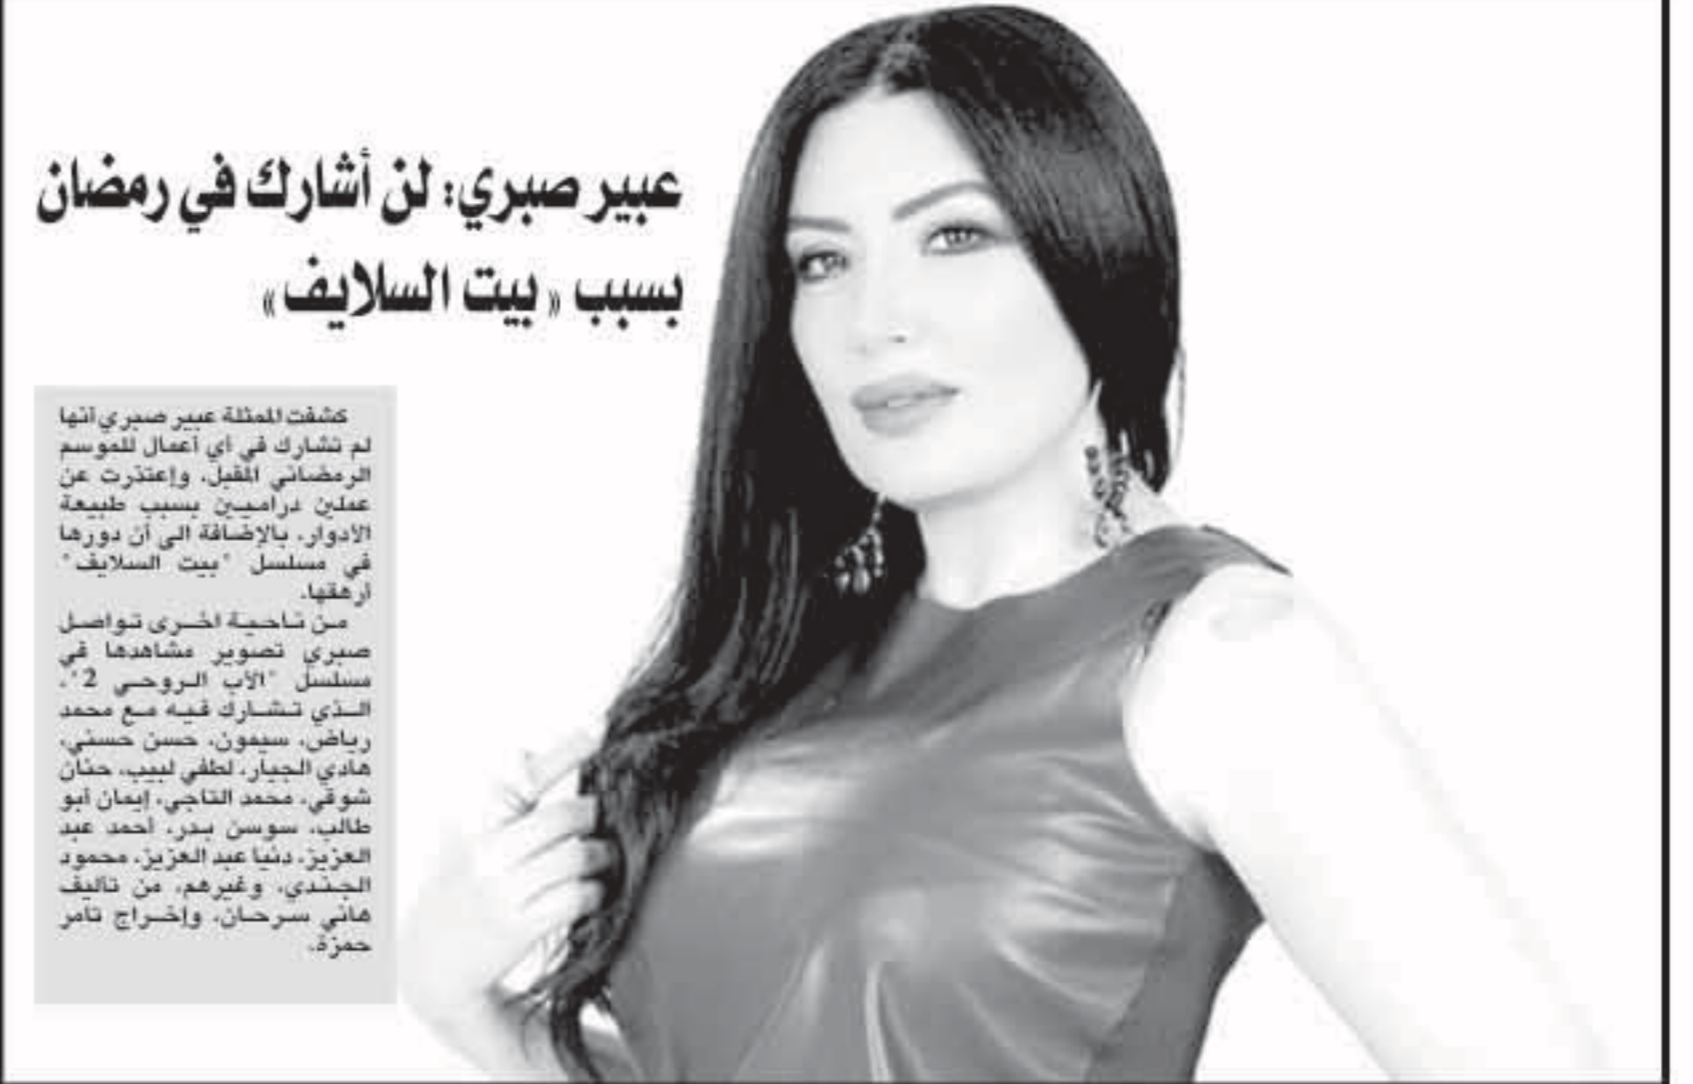 عبير صبري: لن أشارك في رمضان
بسبب « بيت السلايف »
كشفت الممثلة عبير صبري أنها
لم تشارك في أي أعمال للموسم
الرمضاني المقبل، وإعتذرت عن
عملين دراميين بسبب طبيعة
الأدوار، بالإضافة الى أن دورها
في مسلسل "بيت السلايف"
أرهقها.
من ناحية اخرى تواصل
صبري تصوير مشاهدها في
مسلسل "الأب الروحي 2"،
الذي تشارك فيه مع محمد
رياض، سيمون، حسن حسني،
هادي الجيار، لطفي لبيب، حنان
شوقي، محمد التاجي، إيمان أبو
طالب، سوسن بدر، أحمد عبد
العزيز، دنيا عبد العزيز، محمود
الجندي، وغيرهم، من تأليف
هاني سرحان، وإخراج تامر
حمزة.